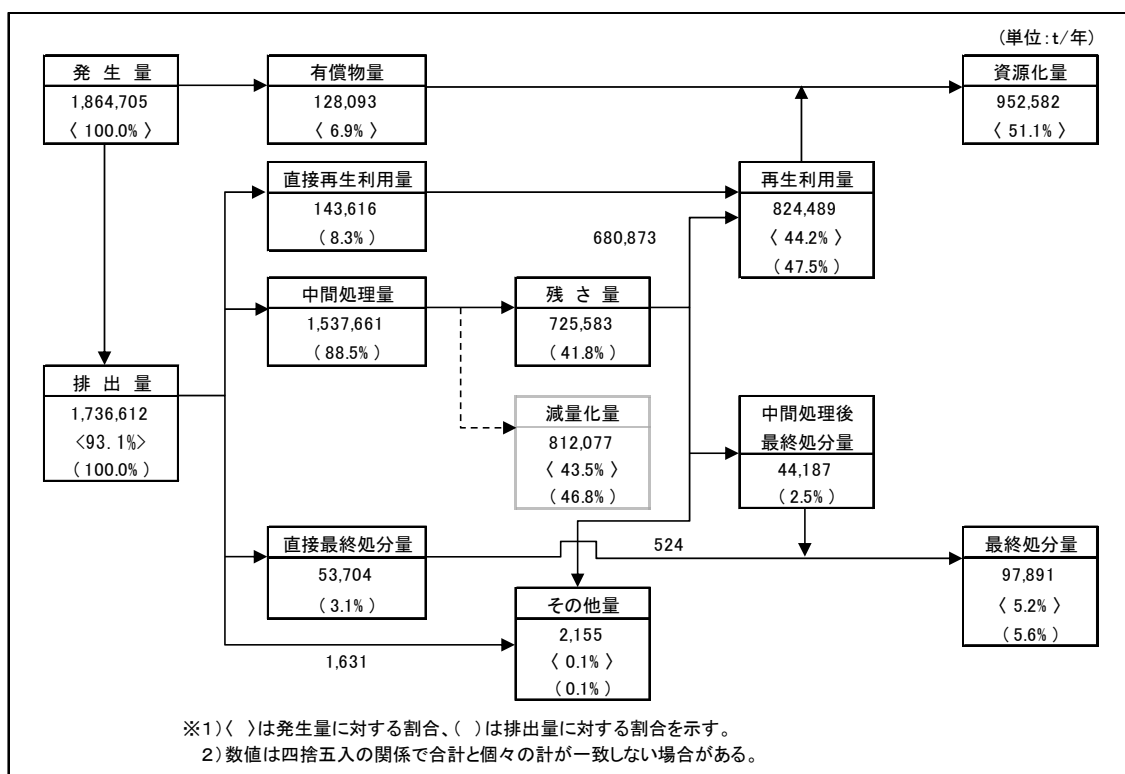 (単位:t/年)
発 生 量
1,864,705
〈 100.0% 〉
有償物量
128,093
〈 6.9% 〉
資源化量
952,582
〈 51.1% 〉
直接再生利用量
143,616
( 8.3% )
再生利用量
824,489
〈 44.2% 〉
( 47.5% )
680,873
中間処理量
1,537,661
( 88.5% )
残 さ 量
725,583
( 41.8% )
排 出 量
1,736,612
<93.1%>
( 100.0% )
減量化量
812,077
〈 43.5% 〉
( 46.8% )
中間処理後
最終処分量
44,187
( 2.5% )
直接最終処分量
53,704
( 3.1% )
524
最終処分量
97,891
〈 5.2% 〉
( 5.6% )
その他量
2,155
〈 0.1% 〉
( 0.1% )
1,631
※1)〈 〉は発生量に対する割合、( )は排出量に対する割合を示す。
2)数値は四捨五入の関係で合計と個々の計が一致しない場合がある。